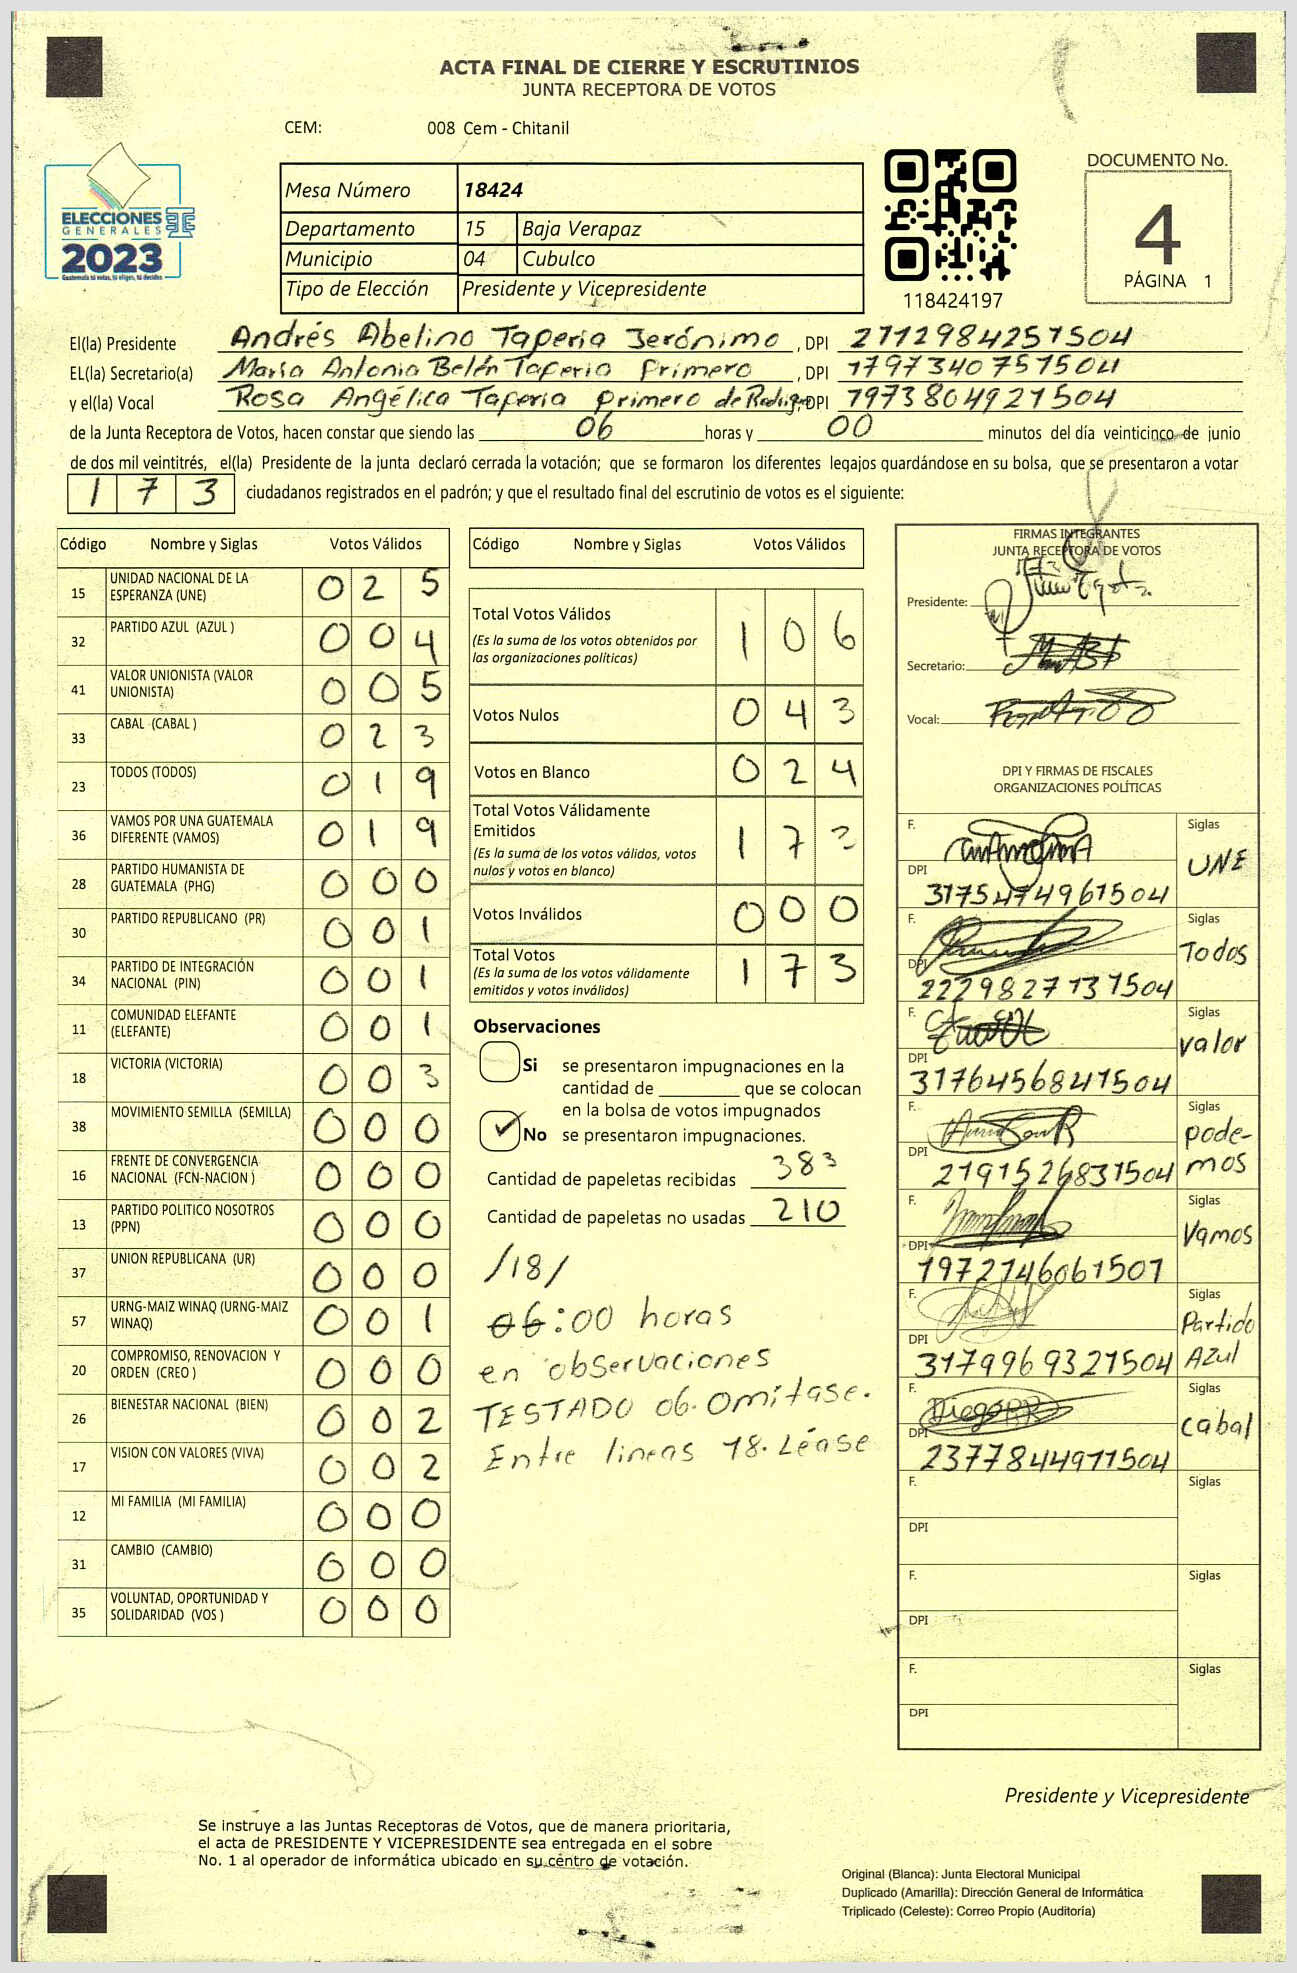 ACTA FINAL DE CIERRE Y ESCRUTINIOS
JUNTA RECEPTORA DE VOTOS
CEM: 008 Cem - Chitanil
ELECCIONES
GENERALES
2023
Guatemala tú votas, tú eliges, tú decides
Mesa Número 18424
Departamento 15 Baja Verapaz
Municipio 04 Cubulco
Tipo de Elección Presidente y Vicepresidente
118424197
DOCUMENTO No.
4
PÁGINA 1
El(la) Presidente Andrés Abelino Taperia Jerónimo, DPI 2712984251504
EL(la) Secretario(a) María Antonia Belén Taperia Primero, DPI 1797340751504
y el(la) Vocal Rosa Angélica Taperia primero de Rodrig, DPI 1973804921504
de la Junta Receptora de Votos, hacen constar que siendo las 06 horas y 00 minutos del día veinticinco de junio
de dos mil veintitrés, el(la) Presidente de la junta declaró cerrada la votación; que se formaron los diferentes legajos guardándose en su bolsa, que se presentaron a votar
1 7 3 ciudadanos registrados en el padrón; y que el resultado final del escrutinio de votos es el siguiente:
Código Nombre y Siglas Votos Válidos
15 UNIDAD NACIONAL DE LA ESPERANZA (UNE) 0 2 5
32 PARTIDO AZUL (AZUL ) 0 0 4
41 VALOR UNIONISTA (VALOR UNIONISTA) 0 0 5
33 CABAL (CABAL ) 0 2 3
23 TODOS (TODOS) 0 1 9
36 VAMOS POR UNA GUATEMALA DIFERENTE (VAMOS) 0 1 9
28 PARTIDO HUMANISTA DE GUATEMALA (PHG) 0 0 0
30 PARTIDO REPUBLICANO (PR) 0 0 1
34 PARTIDO DE INTEGRACIÓN NACIONAL (PIN) 0 0 1
11 COMUNIDAD ELEFANTE (ELEFANTE) 0 0 1
18 VICTORIA (VICTORIA) 0 0 3
38 MOVIMIENTO SEMILLA (SEMILLA) 0 0 0
16 FRENTE DE CONVERGENCIA NACIONAL (FCN-NACION ) 0 0 0
13 PARTIDO POLITICO NOSOTROS (PPN) 0 0 0
37 UNION REPUBLICANA (UR) 0 0 0
57 URNG-MAIZ WINAQ (URNG-MAIZ WINAQ) 0 0 1
20 COMPROMISO, RENOVACION Y ORDEN (CREO ) 0 0 0
26 BIENESTAR NACIONAL (BIEN) 0 0 2
17 VISION CON VALORES (VIVA) 0 0 2
12 MI FAMILIA (MI FAMILIA) 0 0 0
31 CAMBIO (CAMBIO) 0 0 0
35 VOLUNTAD, OPORTUNIDAD Y SOLIDARIDAD (VOS ) 0 0 0
Código Nombre y Siglas Votos Válidos
Total Votos Válidos 1 0 6
(Es la suma de los votos obtenidos por
las organizaciones políticas)
Votos Nulos 0 4 3
Votos en Blanco 0 2 4
Total Votos Válidamente
Emitidos 1 7 3
(Es la suma de los votos válidos, votos
nulos y votos en blanco)
Votos Inválidos 0 0 0
Total Votos 1 7 3
(Es la suma de los votos válidamente
emitidos y votos inválidos)
Observaciones
Si se presentaron impugnaciones en la
cantidad de ________ que se colocan
en la bolsa de votos impugnados
No se presentaron impugnaciones.
Cantidad de papeletas recibidas 383
Cantidad de papeletas no usadas 210
/18/
06:00 horas
en observaciones
TESTADO 06. Omítase.
Entre lineas 18. Léase
FIRMAS INTEGRANTES
JUNTA RECEPTORA DE VOTOS
Presidente:
Secretario:
Vocal:
DPI Y FIRMAS DE FISCALES
ORGANIZACIONES POLÍTICAS
F. Siglas
UNE
DPI 3175474961504
F. Siglas
Todos
DPI 2229827131504
F. Siglas
valor
DPI 3176456841504
F. Siglas
pode-
mos
DPI 2191526831504
F. Siglas
Vamos
DPI 1972746061501
F. Siglas
Partido
Azul
DPI 3179969321504
F. Siglas
cabal
DPI 2377844911504
F. Siglas
DPI
F. Siglas
DPI
F. Siglas
DPI
Presidente y Vicepresidente
Se instruye a las Juntas Receptoras de Votos, que de manera prioritaria,
el acta de PRESIDENTE Y VICEPRESIDENTE sea entregada en el sobre
No. 1 al operador de informática ubicado en su centro de votación.
Original (Blanca): Junta Electoral Municipal
Duplicado (Amarilla): Dirección General de Informática
Triplicado (Celeste): Correo Propio (Auditoría)